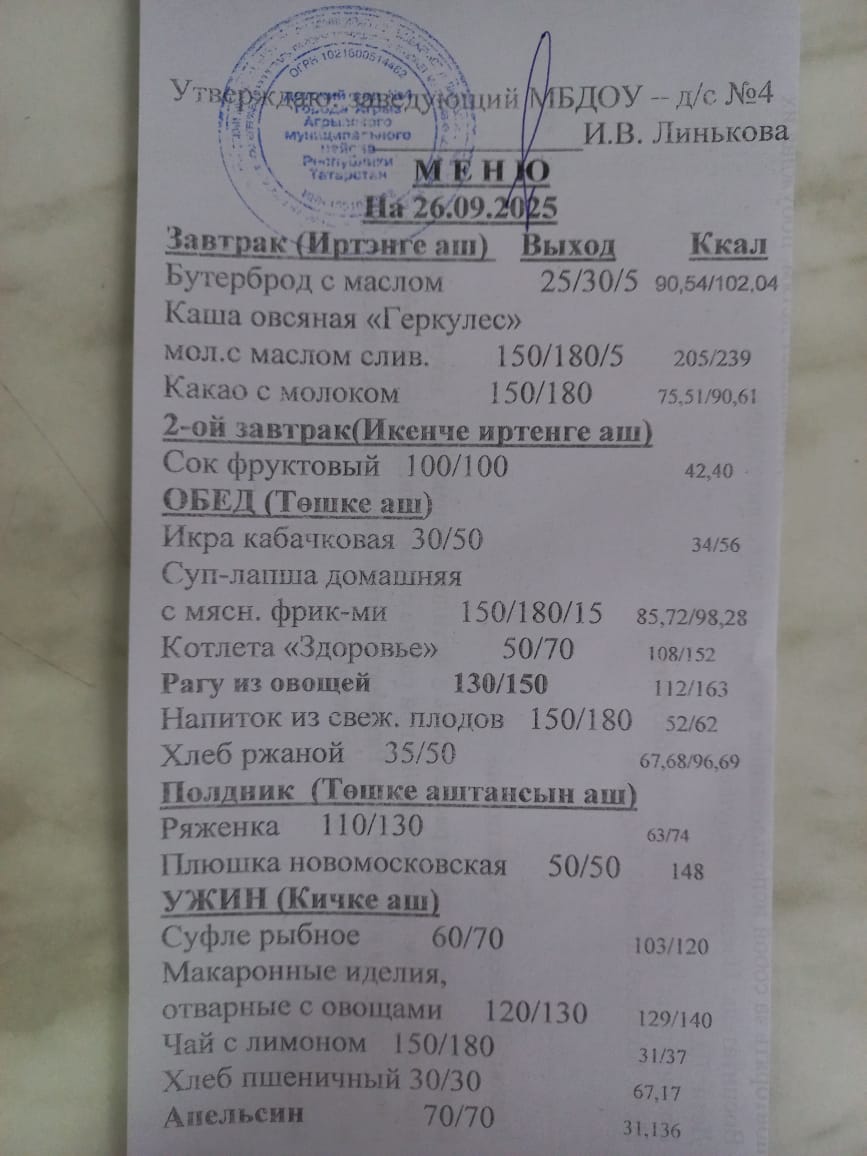 Утверждаю: заведующий МБДОУ – д/с №4
И.В. Линькова
ОГРН 1021600514462
Агрызского
муниципального
района
Республики
Татарстан
М Е Н Ю
На 26.09.2025
Завтрак (Иртэнге аш) Выход Ккал
Бутерброд с маслом 25/30/5 90,54/102,04
Каша овсяная «Геркулес»
мол.с маслом слив. 150/180/5 205/239
Какао с молоком 150/180 75,51/90,61
2-ой завтрак(Икенче иртенге аш)
Сок фруктовый 100/100 42,40
ОБЕД (Төшке аш)
Икра кабачковая 30/50 34/56
Суп-лапша домашняя
с мясн. фрик-ми 150/180/15 85,72/98,28
Котлета «Здоровье» 50/70 108/152
Рагу из овощей 130/150 112/163
Напиток из свеж. плодов 150/180 52/62
Хлеб ржаной 35/50 67,68/96,69
Полдник (Төшке аштансын аш)
Ряженка 110/130 63/74
Плюшка новомосковская 50/50 148
УЖИН (Кичке аш)
Суфле рыбное 60/70 103/120
Макаронные иделия,
отварные с овощами 120/130 129/140
Чай с лимоном 150/180 31/37
Хлеб пшеничный 30/30 67,17
Апельсин 70/70 31,136